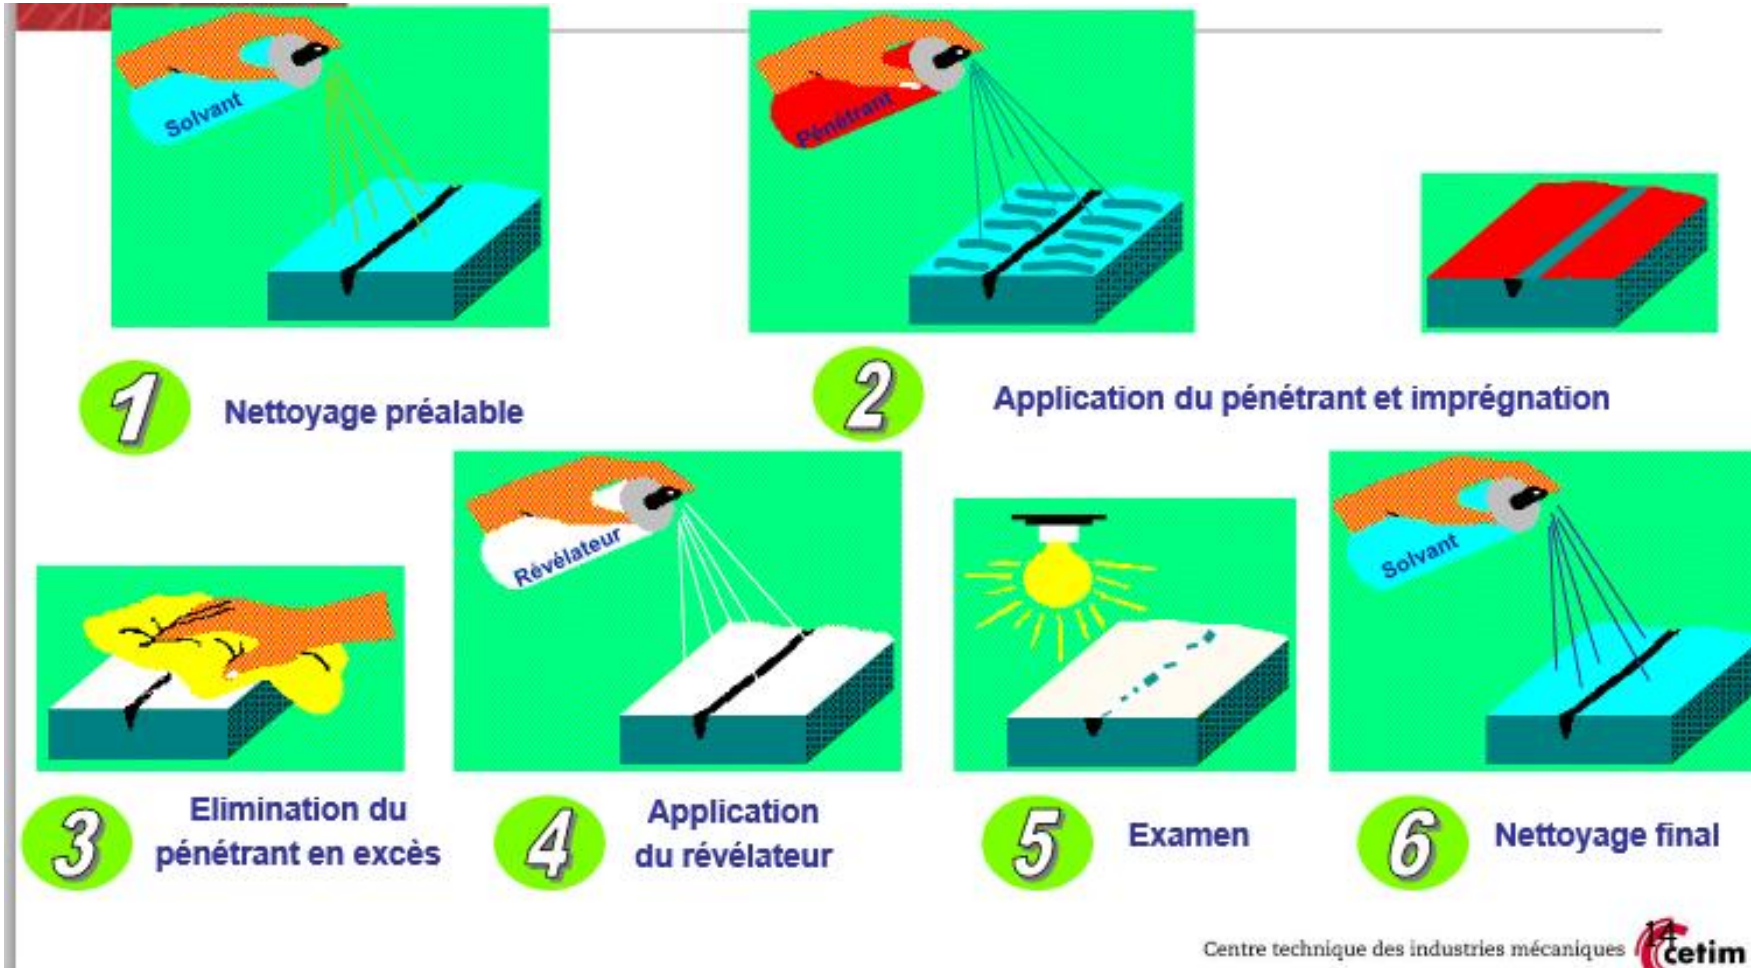 Solvant
Pénétrant
1
Nettoyage préalable
2
Application du pénétrant et imprégnation
Révélateur
Solvant
3
Elimination du
pénétrant en excès
4
Application
du révélateur
5
Examen
6
Nettoyage final
Centre technique des industries mécaniques
14
cetim